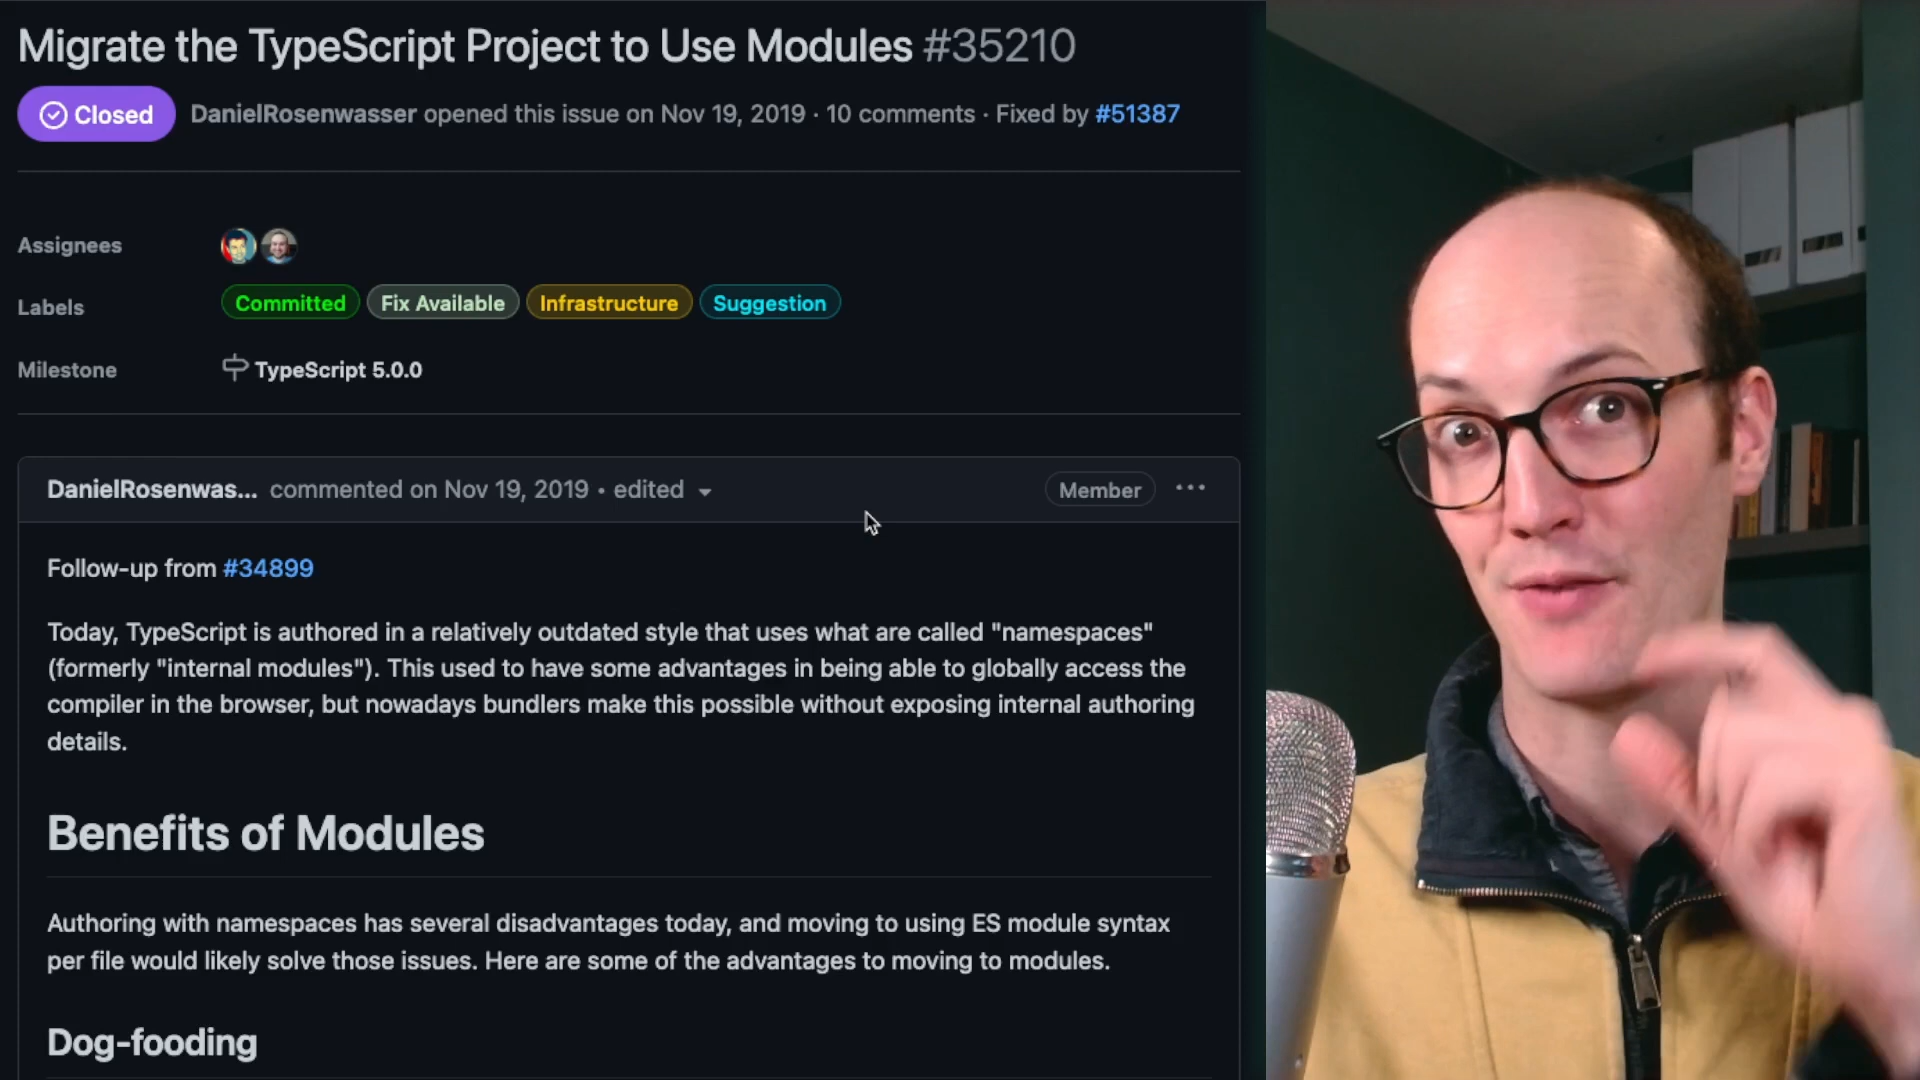 Migrate the TypeScript Project to Use Modules #35210
Closed
DanielRosenwasser opened this issue on Nov 19, 2019 · 10 comments · Fixed by #51387
Assignees
Labels
Committed
Fix Available
Infrastructure
Suggestion
Milestone
TypeScript 5.0.0
DanielRosenwas... commented on Nov 19, 2019 • edited
Member
Follow-up from #34899
Today, TypeScript is authored in a relatively outdated style that uses what are called "namespaces"
(formerly "internal modules"). This used to have some advantages in being able to globally access the
compiler in the browser, but nowadays bundlers make this possible without exposing internal authoring
details.
Benefits of Modules
Authoring with namespaces has several disadvantages today, and moving to using ES module syntax
per file would likely solve those issues. Here are some of the advantages to moving to modules.
Dog-fooding